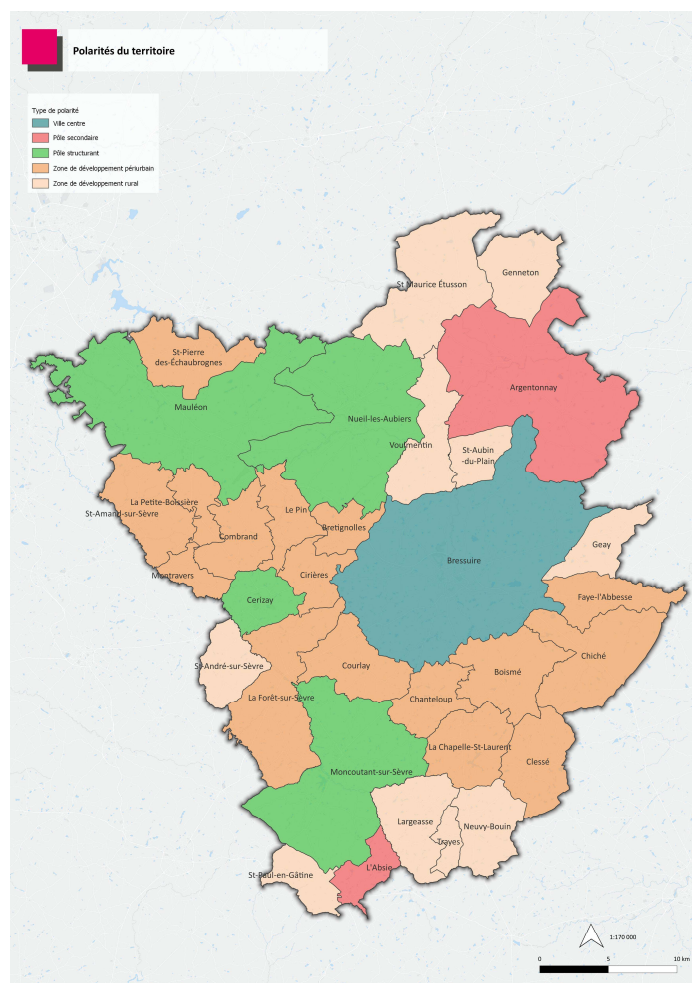 Polarités du territoire
Type de polarité
Ville centre
Pôle secondaire
Pôle structurant
Zone de développement périurbain
Zone de développement rural
St Maurice Étusson
Genneton
St-Pierre
des-Échaubrognes
Argentonnay
Mauléon
Nueil-les-Aubiers
Voulmentin
St-Aubin
-du-Plain
La Petite-Boissière
St-Amand-sur-Sèvre
Le Pin
Combrand
Bretignolles
Geay
Bressuire
Montravers
Cirières
Cerizay
Faye-l'Abbesse
Chiché
St-André-sur-Sèvre
Courlay
Boismé
La Forêt-sur-Sèvre
Chanteloup
La Chapelle-St-Laurent
Clessé
Moncoutant-sur-Sèvre
Largeasse
Neuvy-Bouin
Trayes
L'Absie
St-Paul-en-Gâtine
1:170 000
0 5 10 km